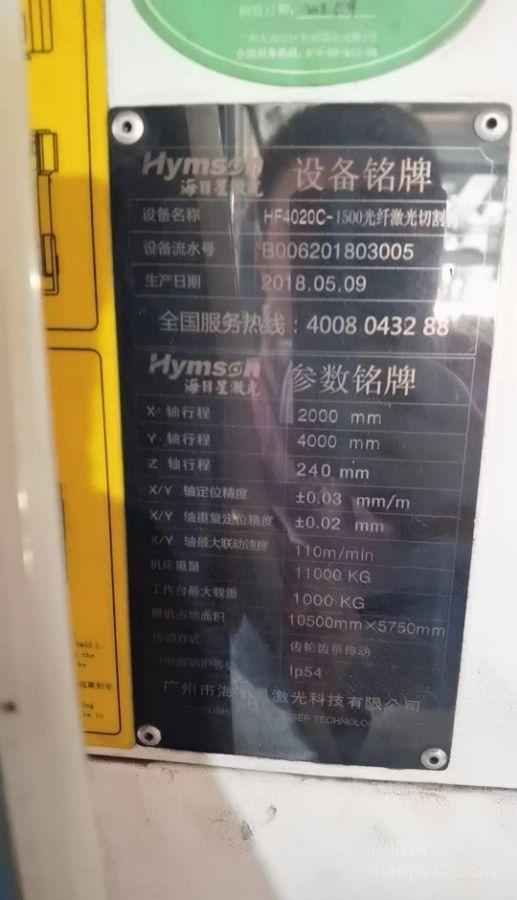 Hymson
海目星激光
设备铭牌
设备名称 HF4020C-1500光纤激光切割
设备流水号 B006201803005
生产日期 2018.05.09
全国服务热线：4008 0432 88
Hymson
海目星激光
参数铭牌
X 轴行程 2000 mm
Y 轴行程 4000 mm
Z 轴行程 240 mm
X/Y 轴定位精度 ±0.03 mm/m
X/Y 轴重复定位精度 ±0.02 mm
X/Y 轴最大联动速度 110m/min
机床重量 11000 KG
工作台最大载重 1000 KG
整机占地面积 10500mm×5750mm
传动方式 齿轮齿条传动
Ip54
广州市海目星激光科技有限公司
TECHNOLO
xianjiu22.com